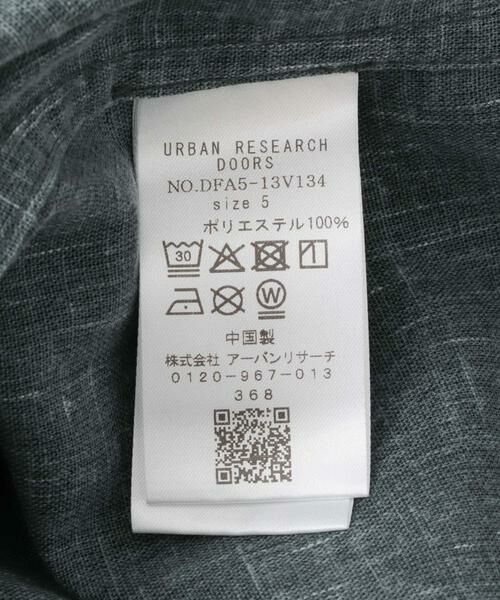 URBAN RESEARCH
DOORS
NO.DFA5-13V134
size 5
ポリエステル100%
30
W
中国製
株式会社 アーバンリサーチ
0120-967-013
368